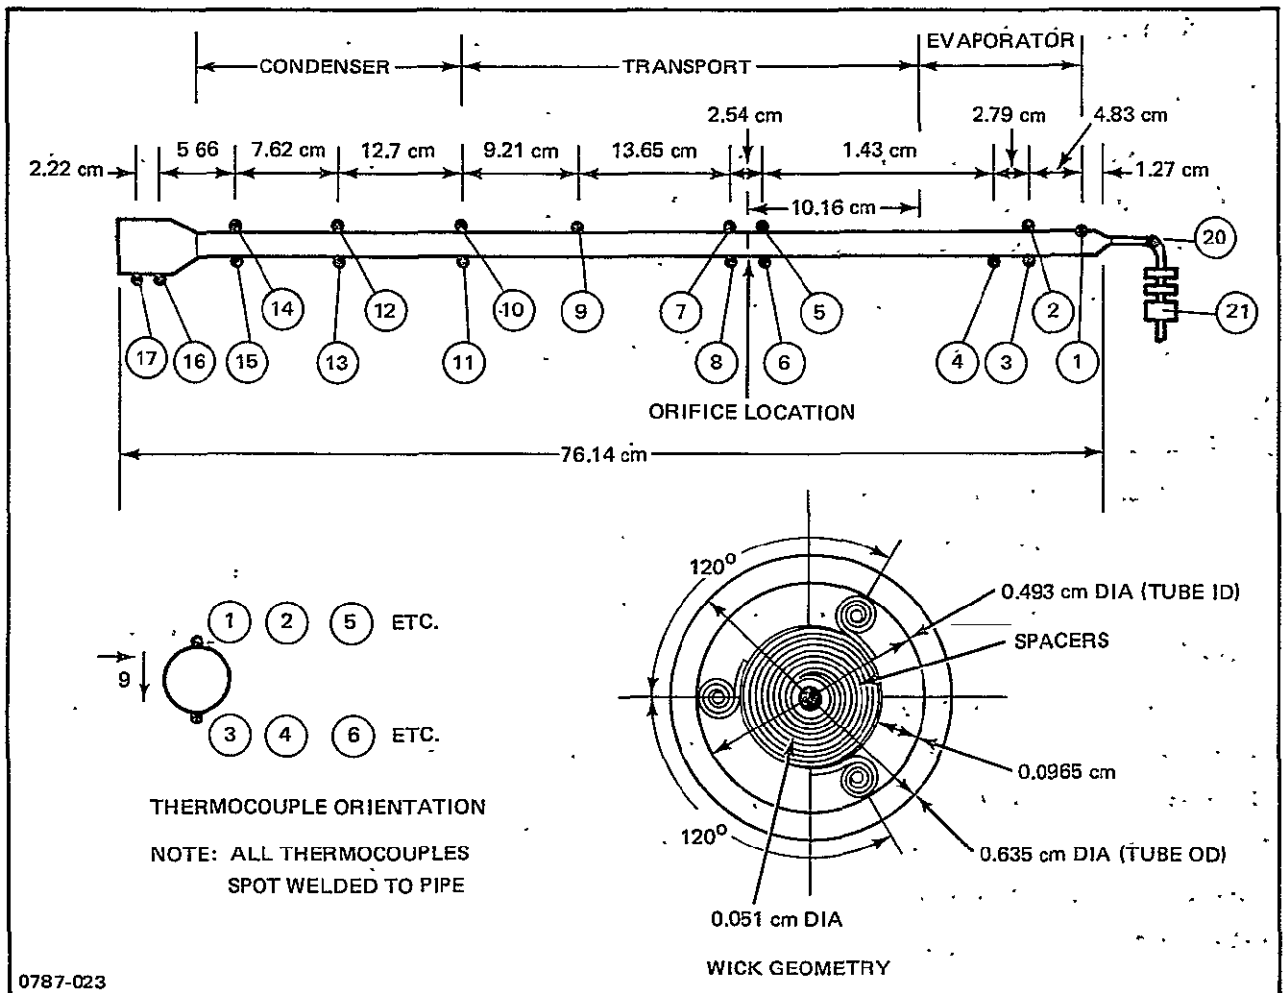 EVAPORATOR
CONDENSER
TRANSPORT
2.54 cm
2.79 cm
4.83 cm
2.22 cm
5 66
7.62 cm
12.7 cm
9.21 cm
13.65 cm
1.43 cm
1.27 cm
10.16 cm
20
14
12
10
9
7
5
2
21
17
16
15
13
11
8
6
4
3
1
ORIFICE LOCATION
76.14 cm
120°
0.493 cm DIA (TUBE ID)
1 2 5 ETC.
SPACERS
9
3 4 6 ETC.
0.0965 cm
THERMOCOUPLE ORIENTATION
120°
NOTE: ALL THERMOCOUPLES
SPOT WELDED TO PIPE
0.635 cm DIA (TUBE OD)
0.051 cm DIA
WICK GEOMETRY
0787-023